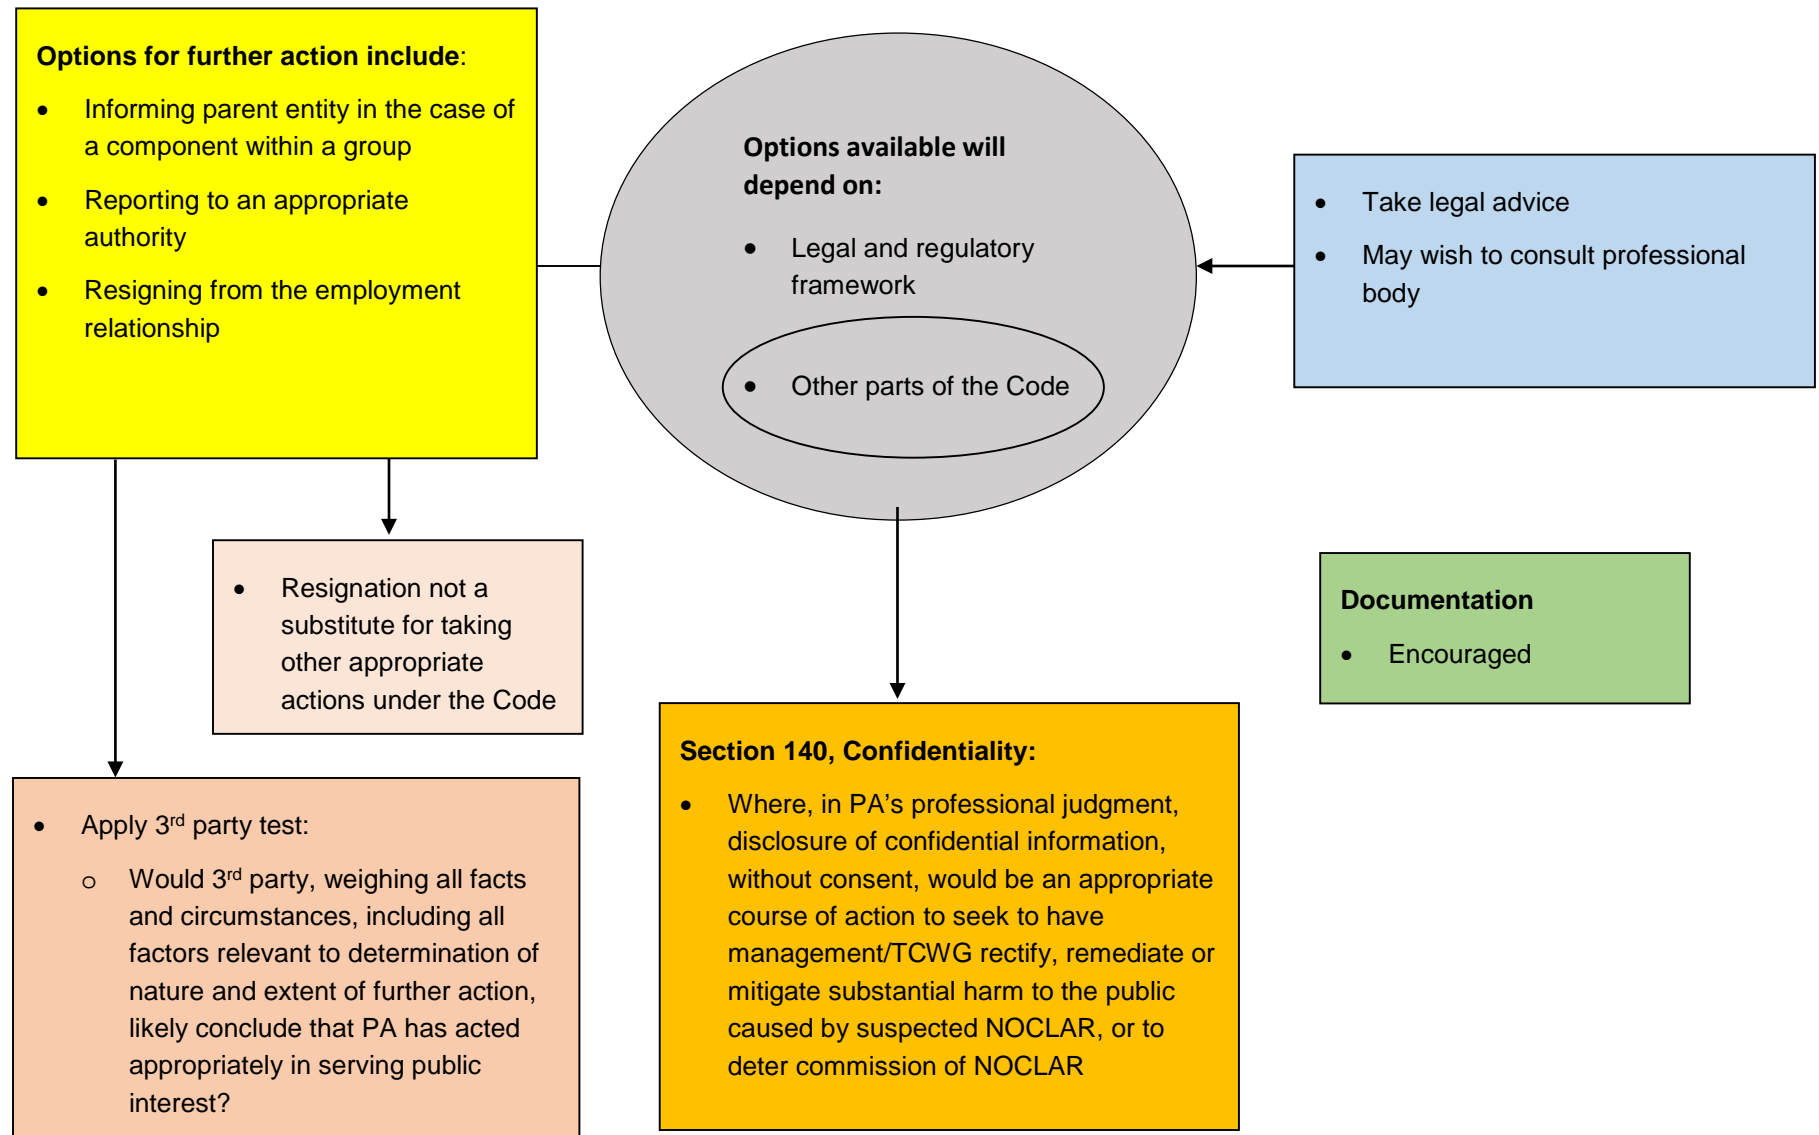 Options for further action include:
• Informing parent entity in the case of
a component within a group
• Reporting to an appropriate
authority
• Resigning from the employment
relationship
Options available will
depend on:
• Legal and regulatory
framework
• Other parts of the Code
• Take legal advice
• May wish to consult professional
body
• Resignation not a
substitute for taking
other appropriate
actions under the Code
Documentation
• Encouraged
• Apply 3rd party test:
o Would 3rd party, weighing all facts
and circumstances, including all
factors relevant to determination of
nature and extent of further action,
likely conclude that PA has acted
appropriately in serving public
interest?
Section 140, Confidentiality:
• Where, in PA’s professional judgment,
disclosure of confidential information,
without consent, would be an appropriate
course of action to seek to have
management/TCWG rectify, remediate or
mitigate substantial harm to the public
caused by suspected NOCLAR, or to
deter commission of NOCLAR